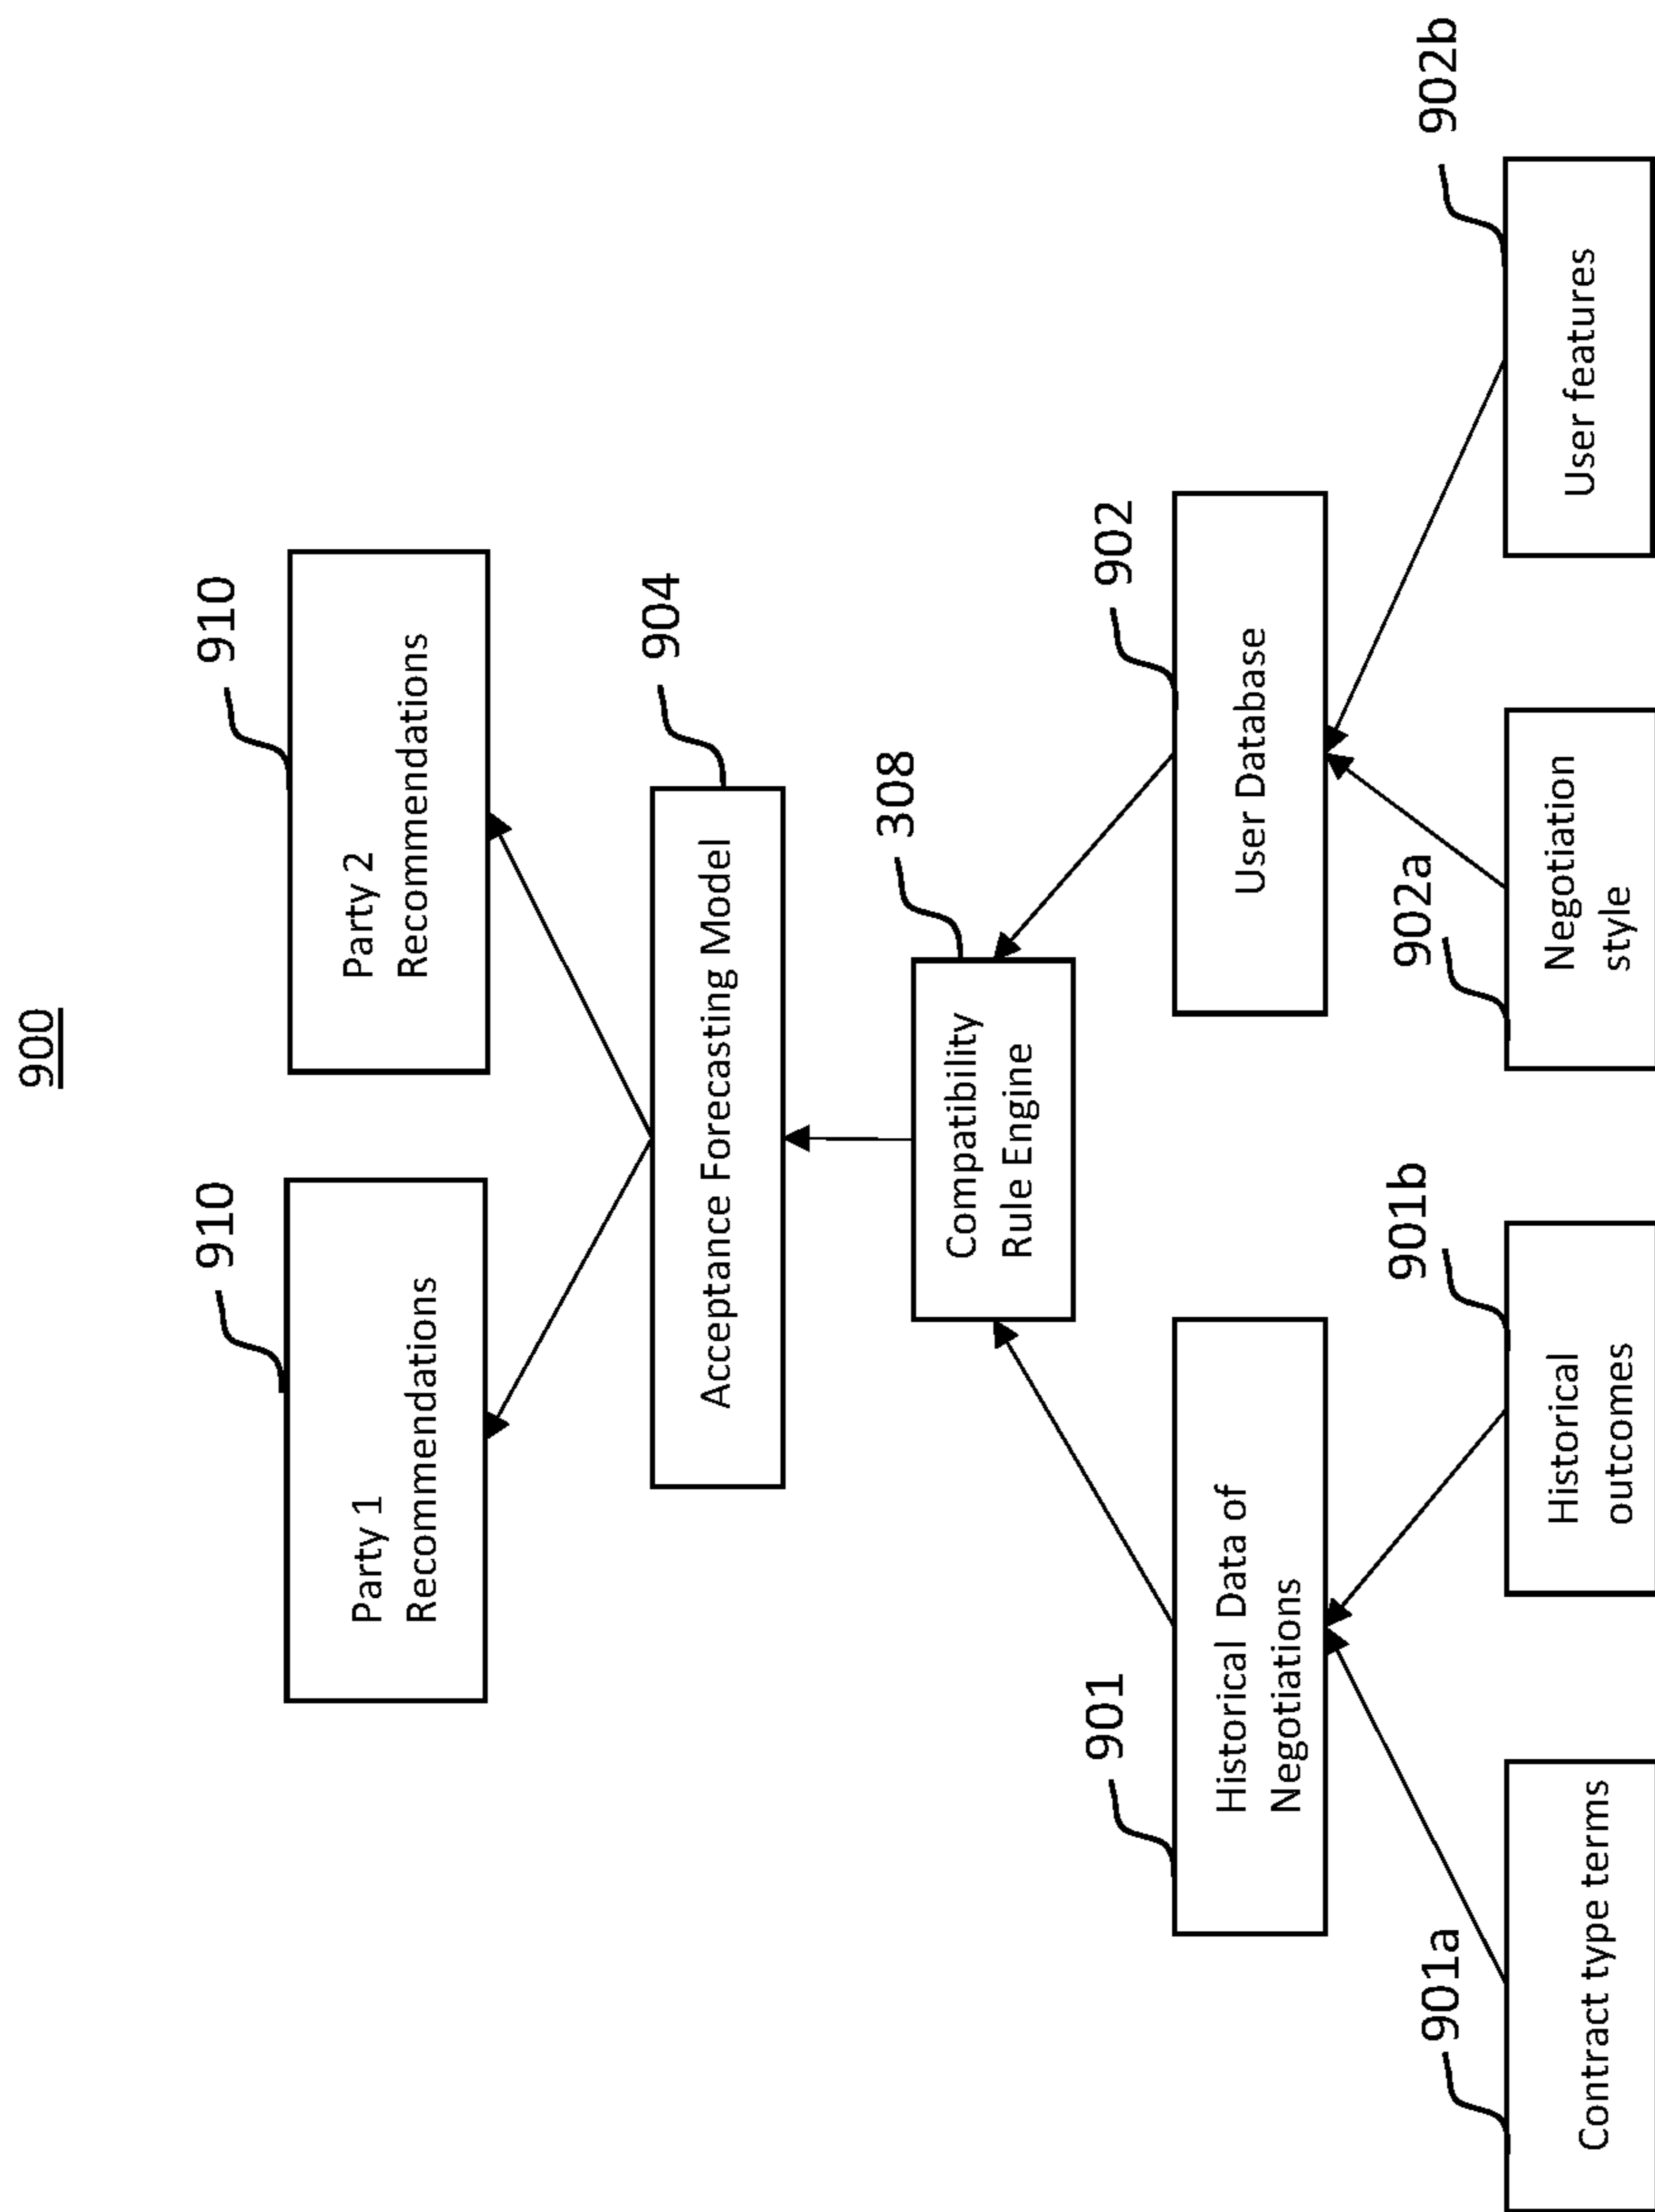 900
910
910
Party 1
Recommendations
Party 2
Recommendations
904
Acceptance Forecasting Model
308
Compatibility
Rule Engine
901
902
Historical Data of
Negotiations
User Database
901a
901b
902a
902b
Contract type terms
Historical
outcomes
Negotiation
style
User features